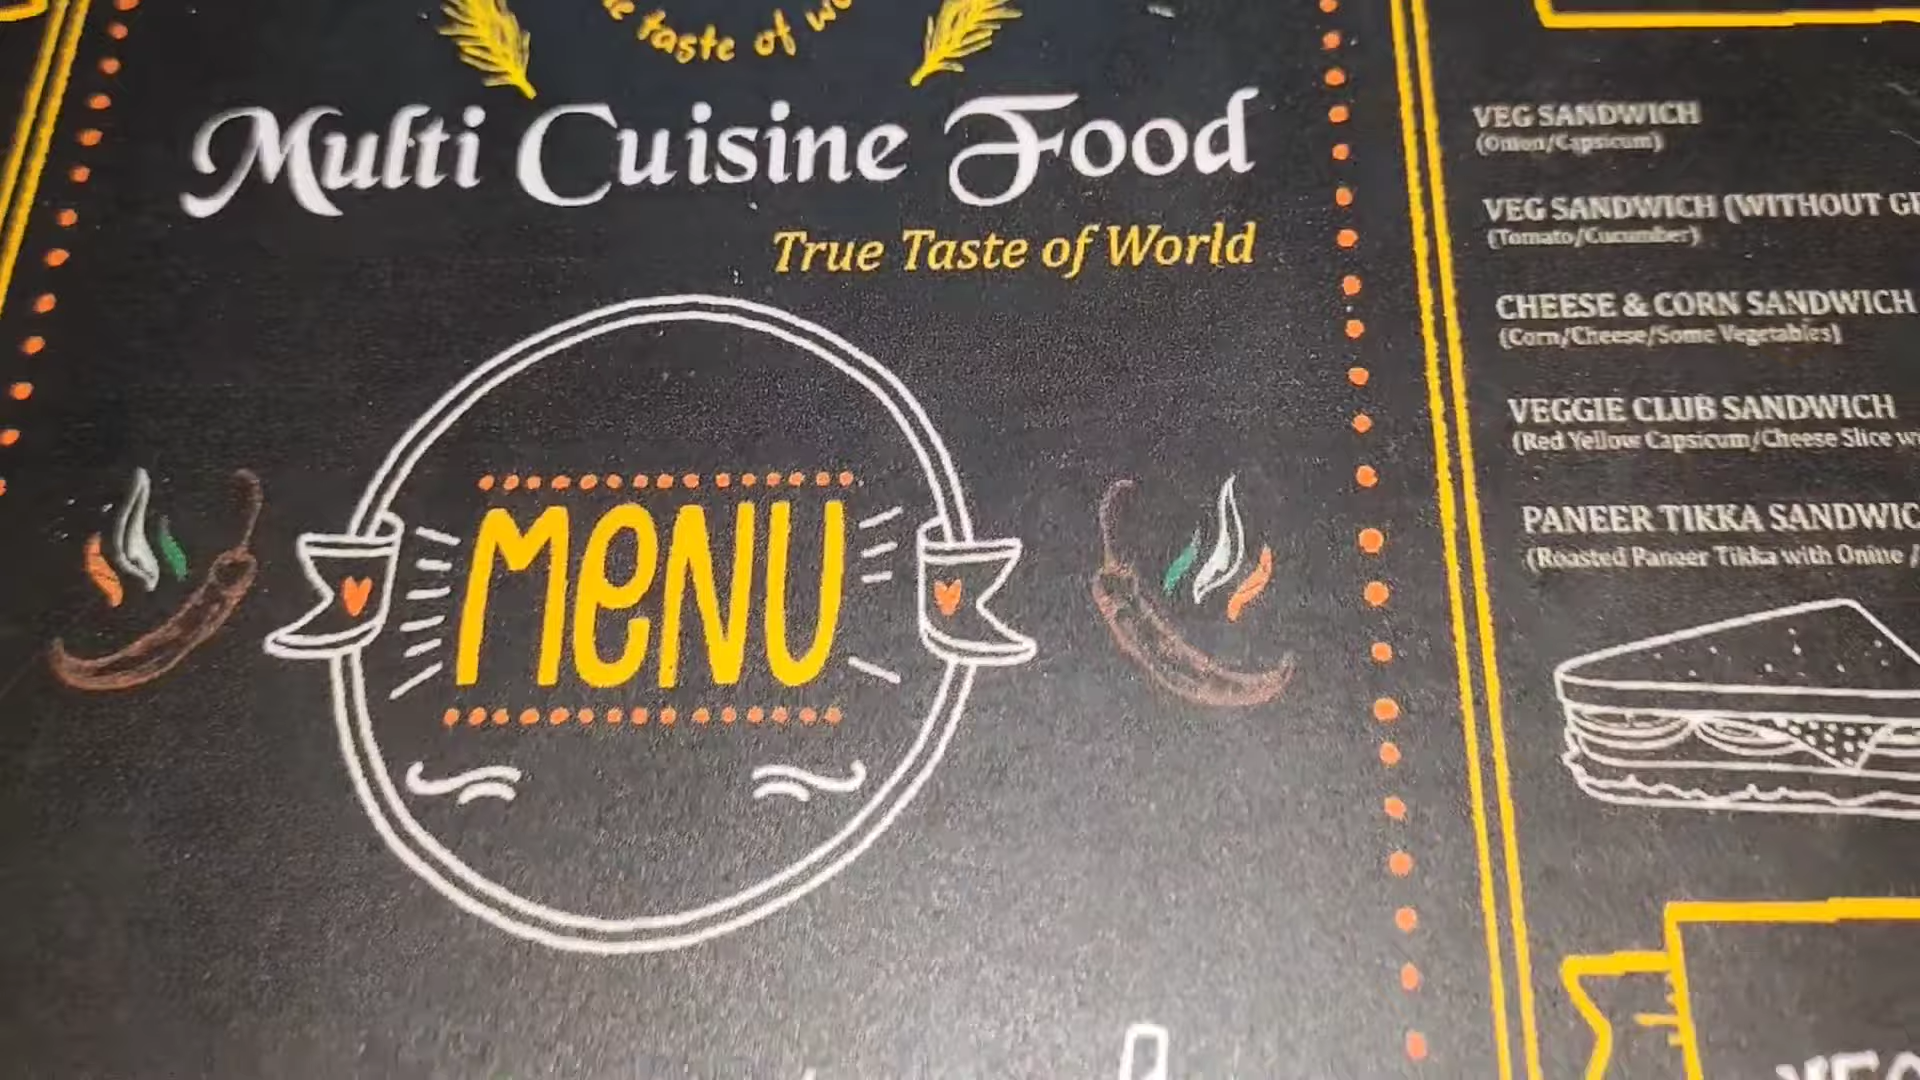 taste of
Multi Cuisine Food
True Taste of World
MeNU
VEG SANDWICH
(Onion/Capsicum)
VEG SANDWICH (WITHOUT
(Tomato/Cucumber)
CHEESE & CORN SANDWICH
(Corn/Cheese/Some Vegetables)
VEGGIE CLUB SANDWICH
(Red Yellow Capsicum/Cheese Slice
PANEER TIKKA
(Roasted Paneer Tikka with Onine /